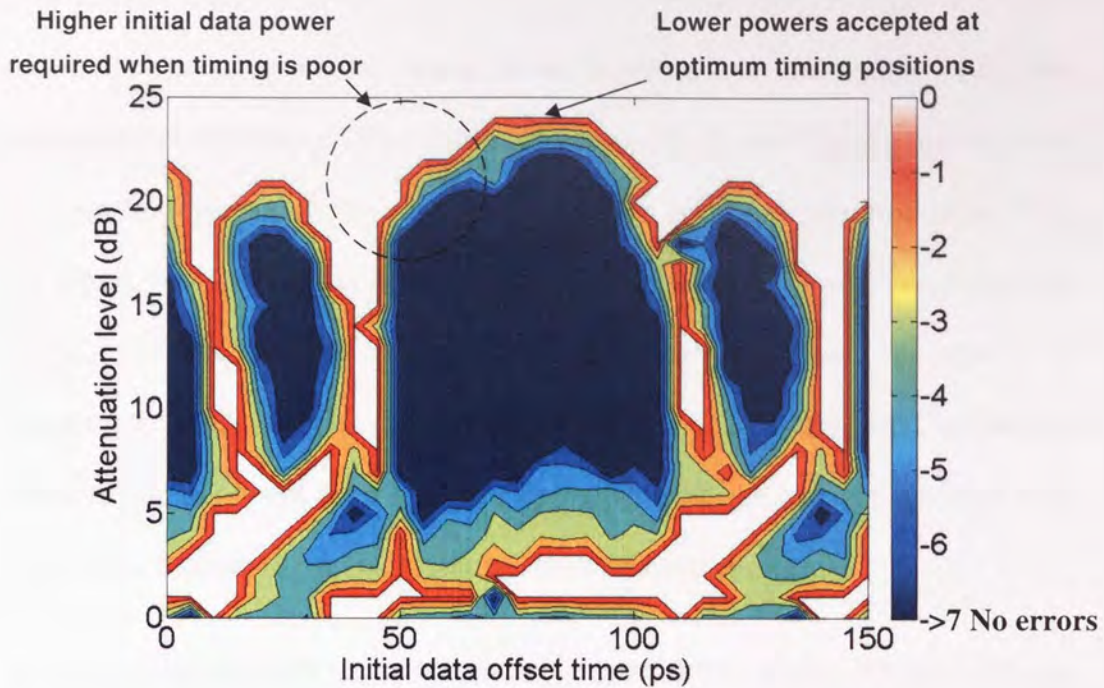 Higher initial data power
required when timing is poor
Lower powers accepted at
optimum timing positions
25
20
15
10
5
0
Attenuation level (dB)
0
50
100
150
Initial data offset time (ps)
0
-1
-2
-3
-4
-5
-6
->7 No errors